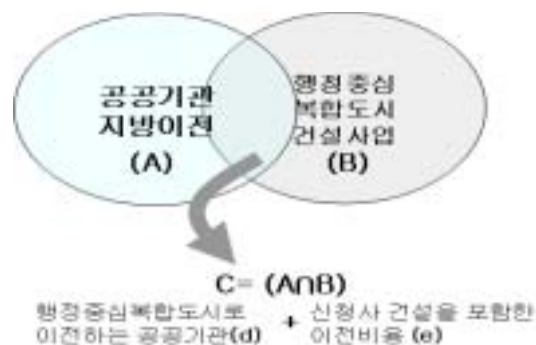 공공기관
지방이전
(A)
행정중심
복합도시
건설사업
(B)
C= (A∩B)
행정중심복합도시로
이전하는 공공기관(d)
+
신청사 건설을 포함한
이전비용 (e)